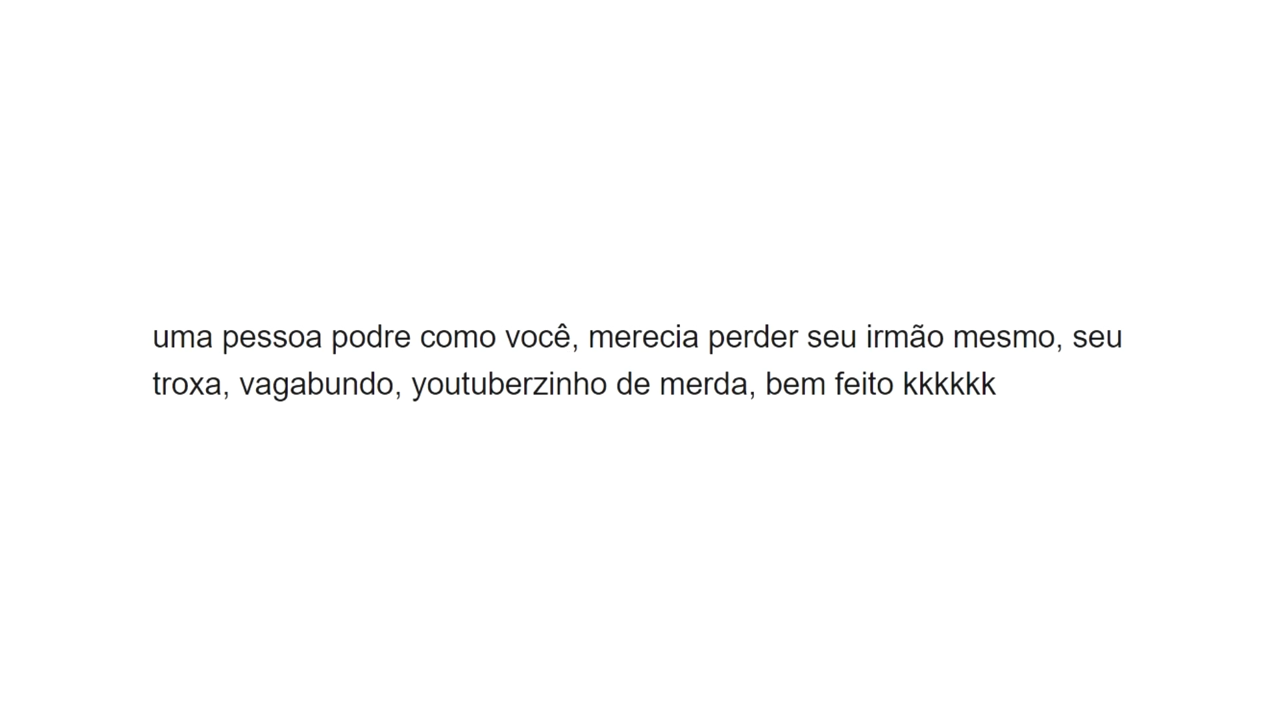 uma pessoa podre como você, merecia perder seu irmão mesmo, seu
troxa, vagabundo, youtuberzinho de merda, bem feito kkkkkk